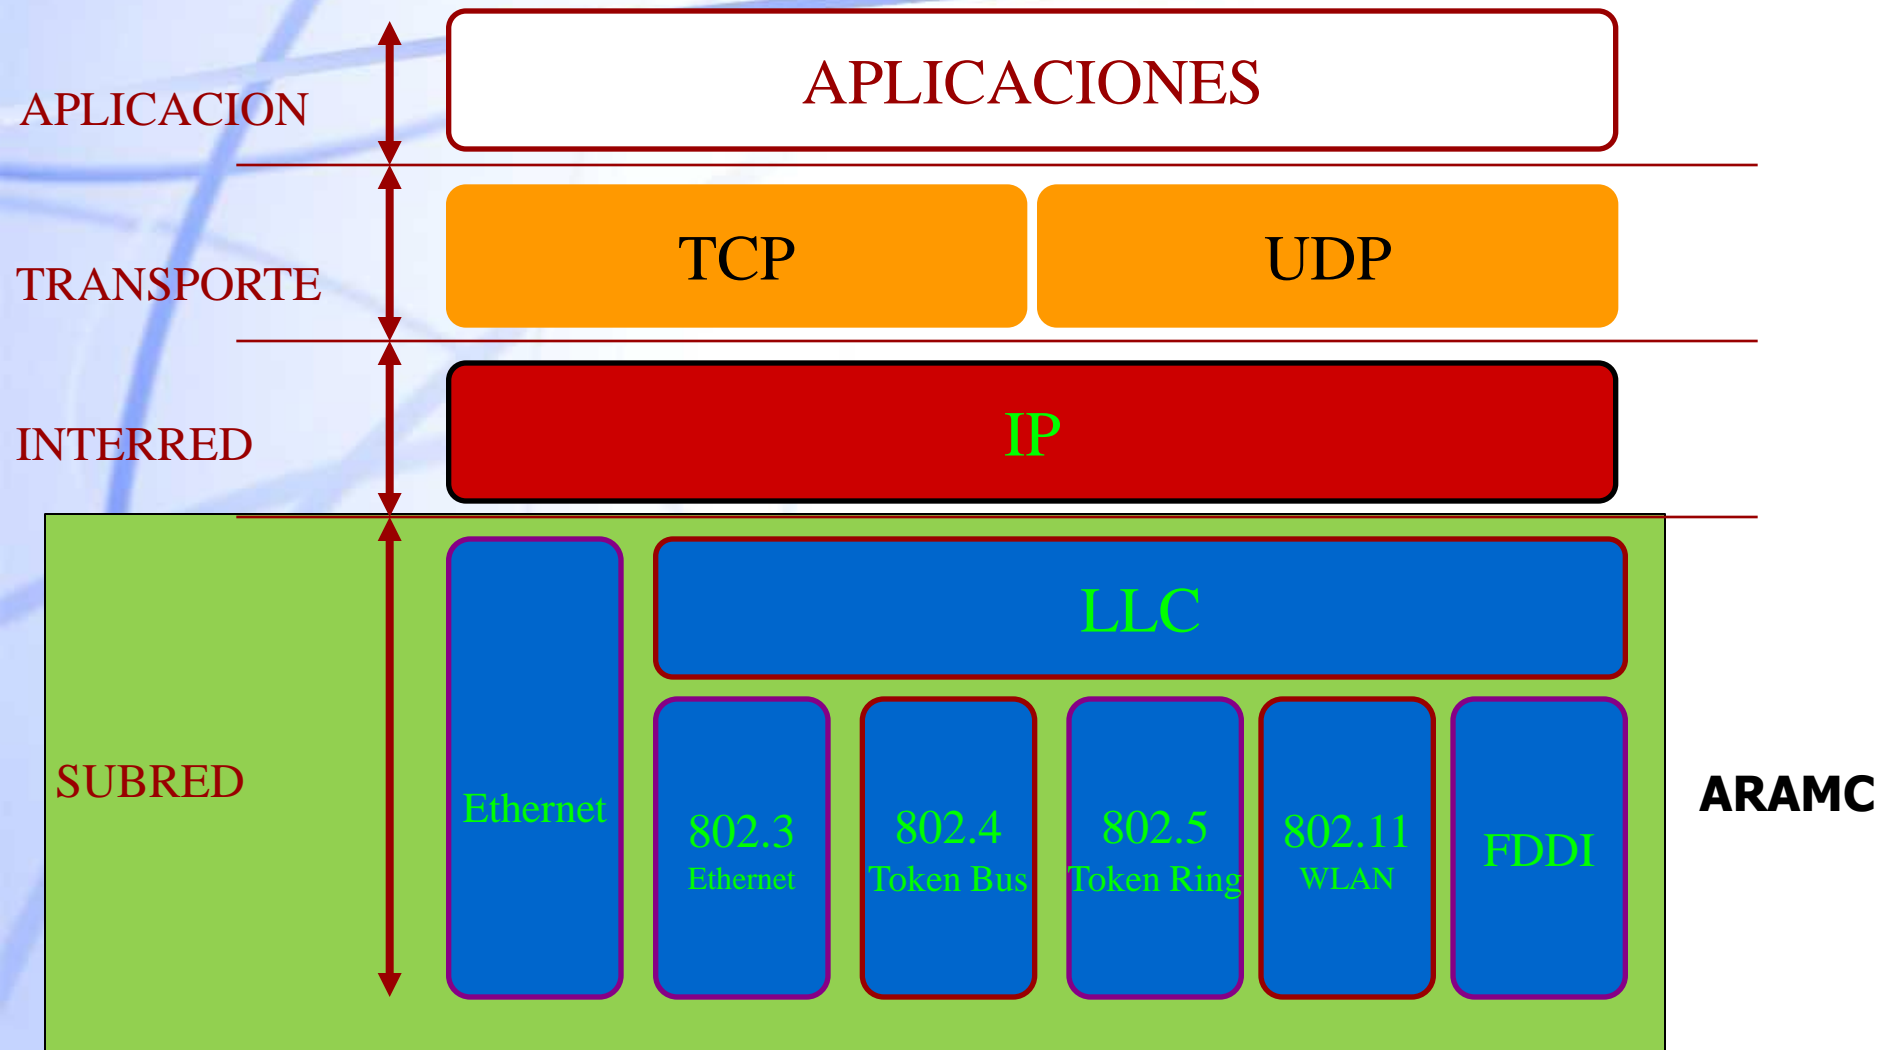 APLICACION
APLICACIONES
TRANSPORTE
TCP
UDP
INTERRED
IP
SUBRED
Ethernet
LLC
802.3
Ethernet
802.4
Token Bus
802.5
Token Ring
802.11
WLAN
FDDI
ARAMC